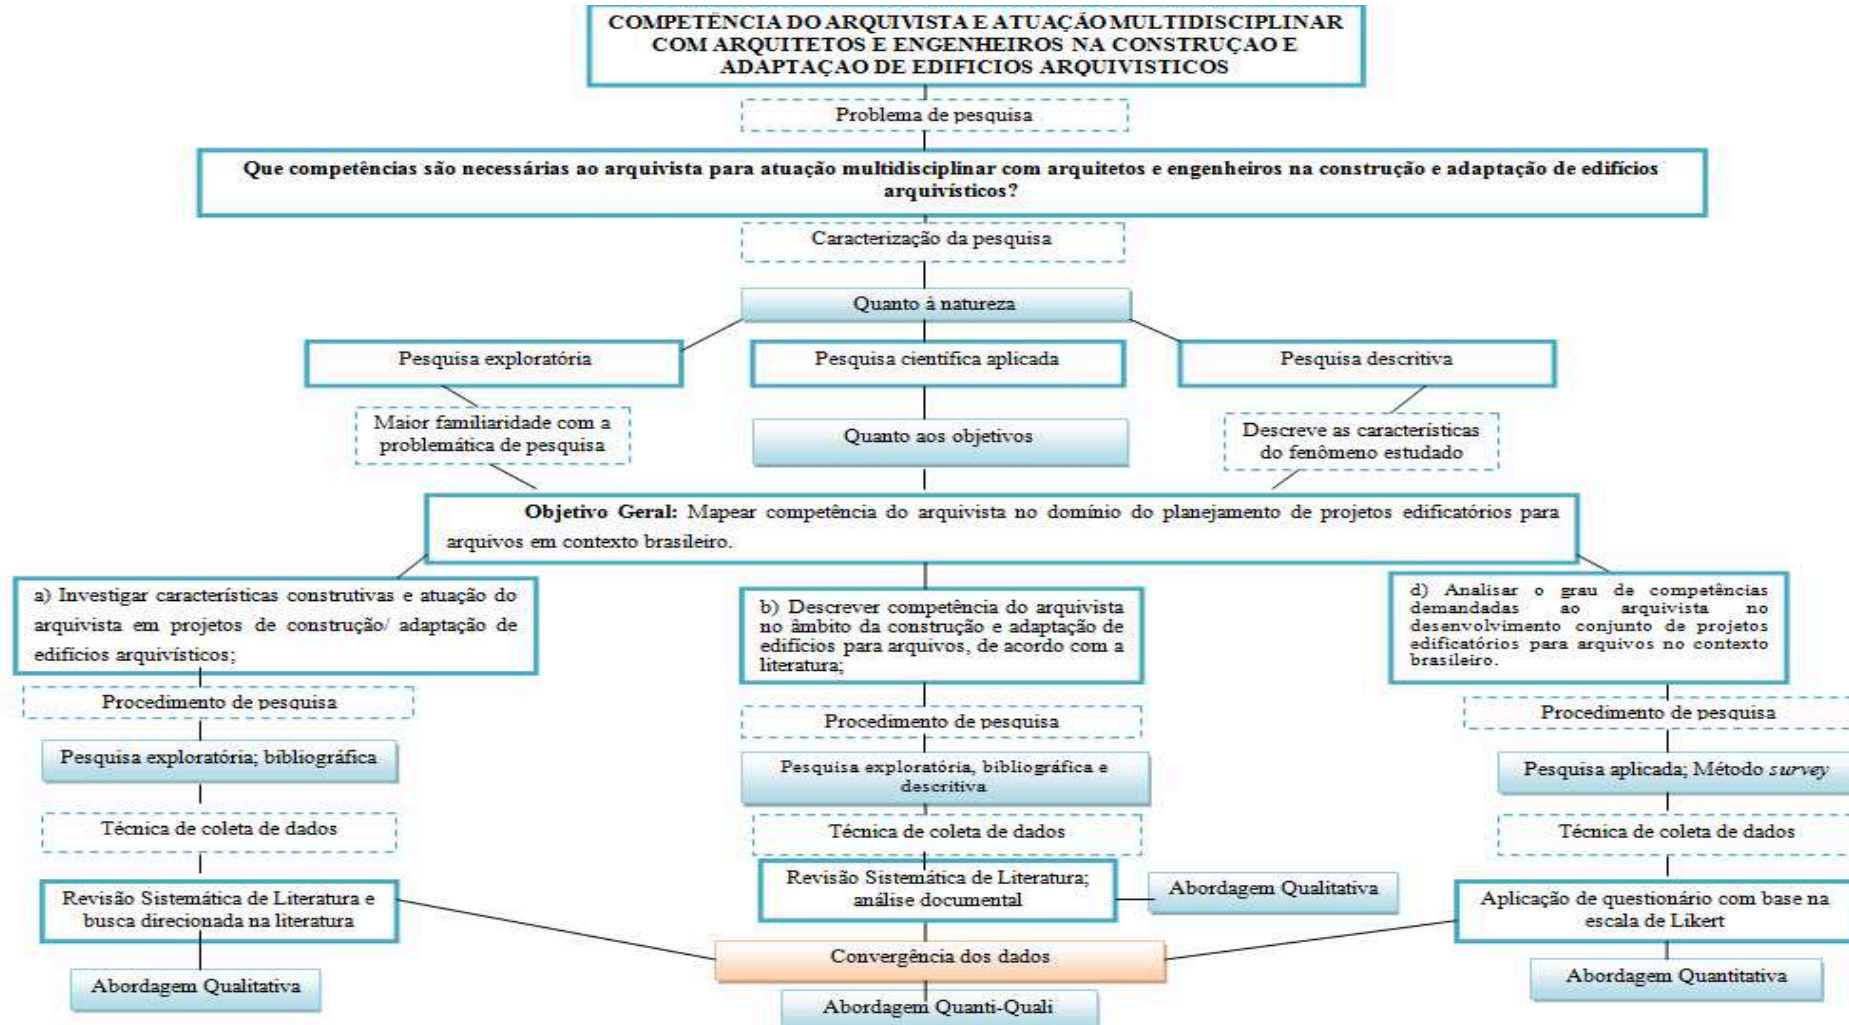 COMPETÊNCIA DO ARQUIVISTA E ATUAÇÃO MULTIDISCIPLINAR
COM ARQUITETOS E ENGENHEIROS NA CONSTRUÇAO E
ADAPTAÇAO DE EDIFICIOS ARQUIVISTICOS
Problema de pesquisa
Que competências são necessárias ao arquivista para atuação multidisciplinar com arquitetos e engenheiros na construção e adaptação de edifícios
arquivísticos?
Caracterização da pesquisa
Quanto à natureza
Pesquisa exploratória
Pesquisa científica aplicada
Pesquisa descritiva
Maior familiaridade com a
problemática de pesquisa
Quanto aos objetivos
Descreve as características
do fenômeno estudado
Objetivo Geral: Mapear competência do arquivista no domínio do planejamento de projetos edificatórios para
arquivos em contexto brasileiro.
a) Investigar características construtivas e atuação do
arquivista em projetos de construção/ adaptação de
edifícios arquivísticos;
b) Descrever competência do arquivista
no âmbito da construção e adaptação de
edifícios para arquivos, de acordo com a
literatura;
d) Analisar o grau de competências
demandadas ao arquivista no
desenvolvimento conjunto de projetos
edificatórios para arquivos no contexto
brasileiro.
Procedimento de pesquisa
Procedimento de pesquisa
Procedimento de pesquisa
Pesquisa exploratória; bibliográfica
Pesquisa exploratória, bibliográfica e
descritiva
Pesquisa aplicada; Método survey
Técnica de coleta de dados
Técnica de coleta de dados
Técnica de coleta de dados
Revisão Sistemática de Literatura e
busca direcionada na literatura
Revisão Sistemática de Literatura;
análise documental
Abordagem Qualitativa
Aplicação de questionário com base na
escala de Likert
Convergência dos dados
Abordagem Qualitativa
Abordagem Quanti-Quali
Abordagem Quantitativa